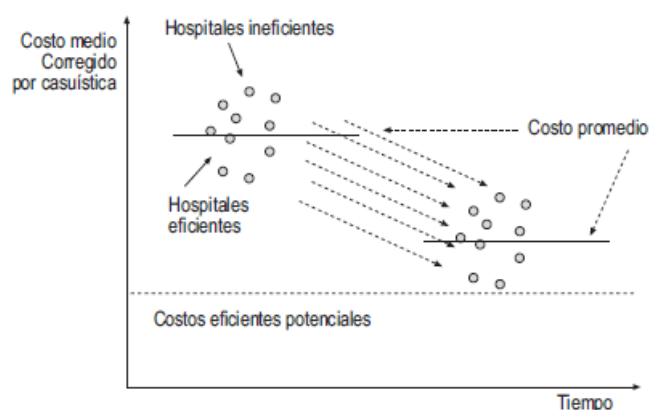 Costo medio
Corregido
por casuística
Hospitales ineficientes
Costo promedio
Hospitales
eficientes
Costos eficientes potenciales
Tiempo